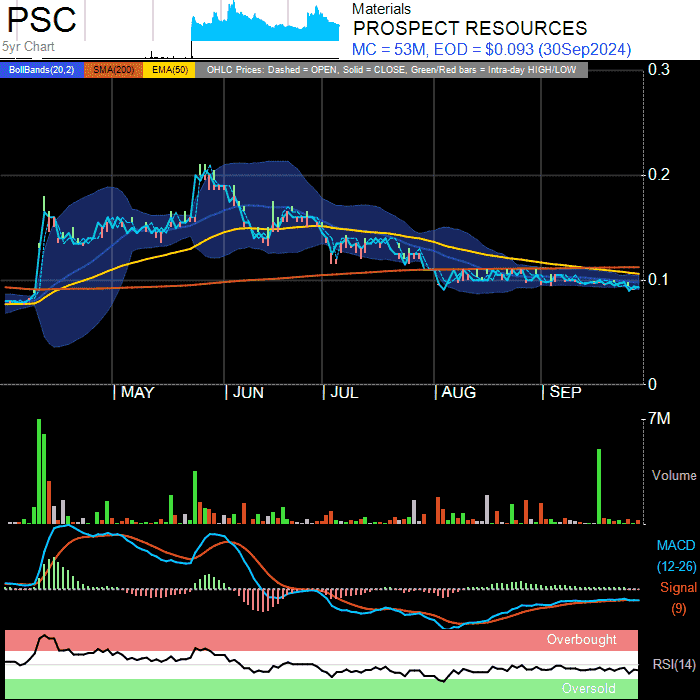 PSC
5yr Chart
Materials
PROSPECT RESOURCES
MC = 53M, EOD = $0.093 (30Sep2024)
BollBands(20,2) SMA(200) EMA(50) OHLC Prices: Dashed = OPEN, Solid = CLOSE, Green/Red bars = Intra-day HIGH/LOW
0.3
0.2
0.1
0
MAY JUN JUL AUG SEP
7M
Volume
MACD
(12-26)
Signal
(9)
Overbought
RSI(14)
Oversold